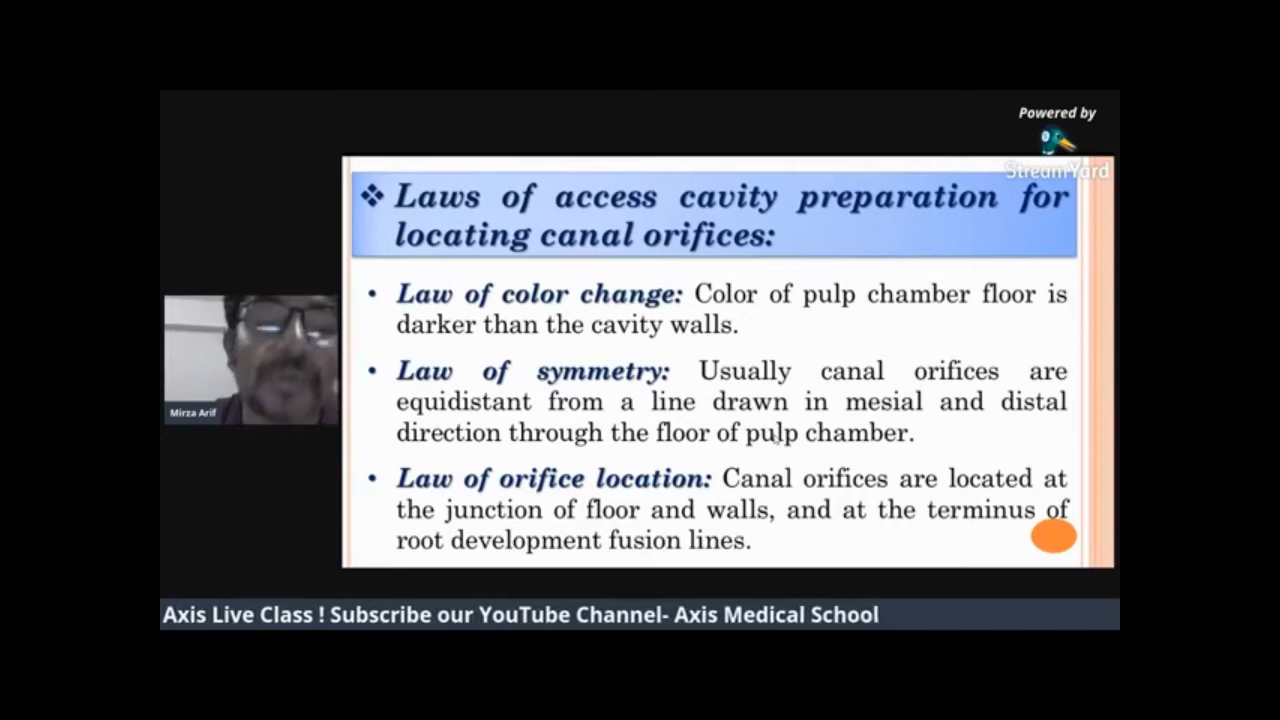 Powered by
StreamYard
❖ Laws of access cavity preparation for
locating canal orifices:
• Law of color change: Color of pulp chamber floor is
darker than the cavity walls.
• Law of symmetry: Usually canal orifices are
equidistant from a line drawn in mesial and distal
direction through the floor of pulp chamber.
• Law of orifice location: Canal orifices are located at
the junction of floor and walls, and at the terminus of
root development fusion lines.
Mirza Arif
Axis Live Class ! Subscribe our YouTube Channel- Axis Medical School